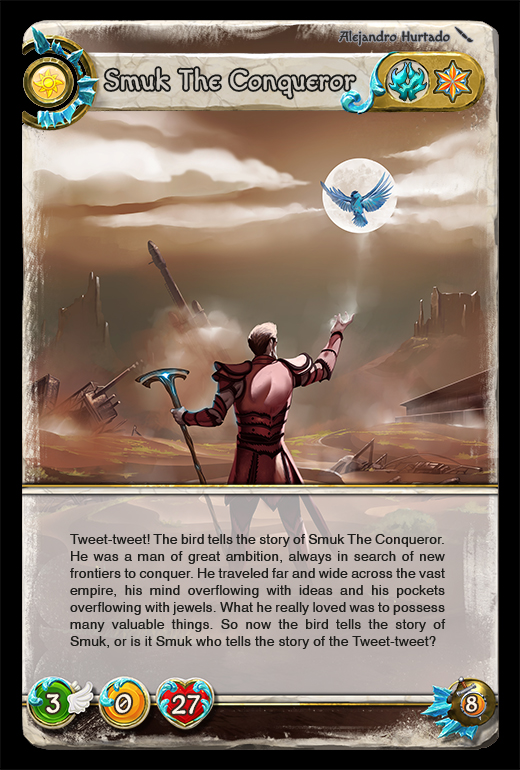 Alejandro Hurtado
Smuk The Conqueror
Tweet-tweet! The bird tells the story of Smuk The Conqueror.
He was a man of great ambition, always in search of new
frontiers to conquer. He traveled far and wide across the vast
empire, his mind overflowing with ideas and his pockets
overflowing with jewels. What he really loved was to possess
many valuable things. So now the bird tells the story of
Smuk, or is it Smuk who tells the story of the Tweet-tweet?
3 0 27 8